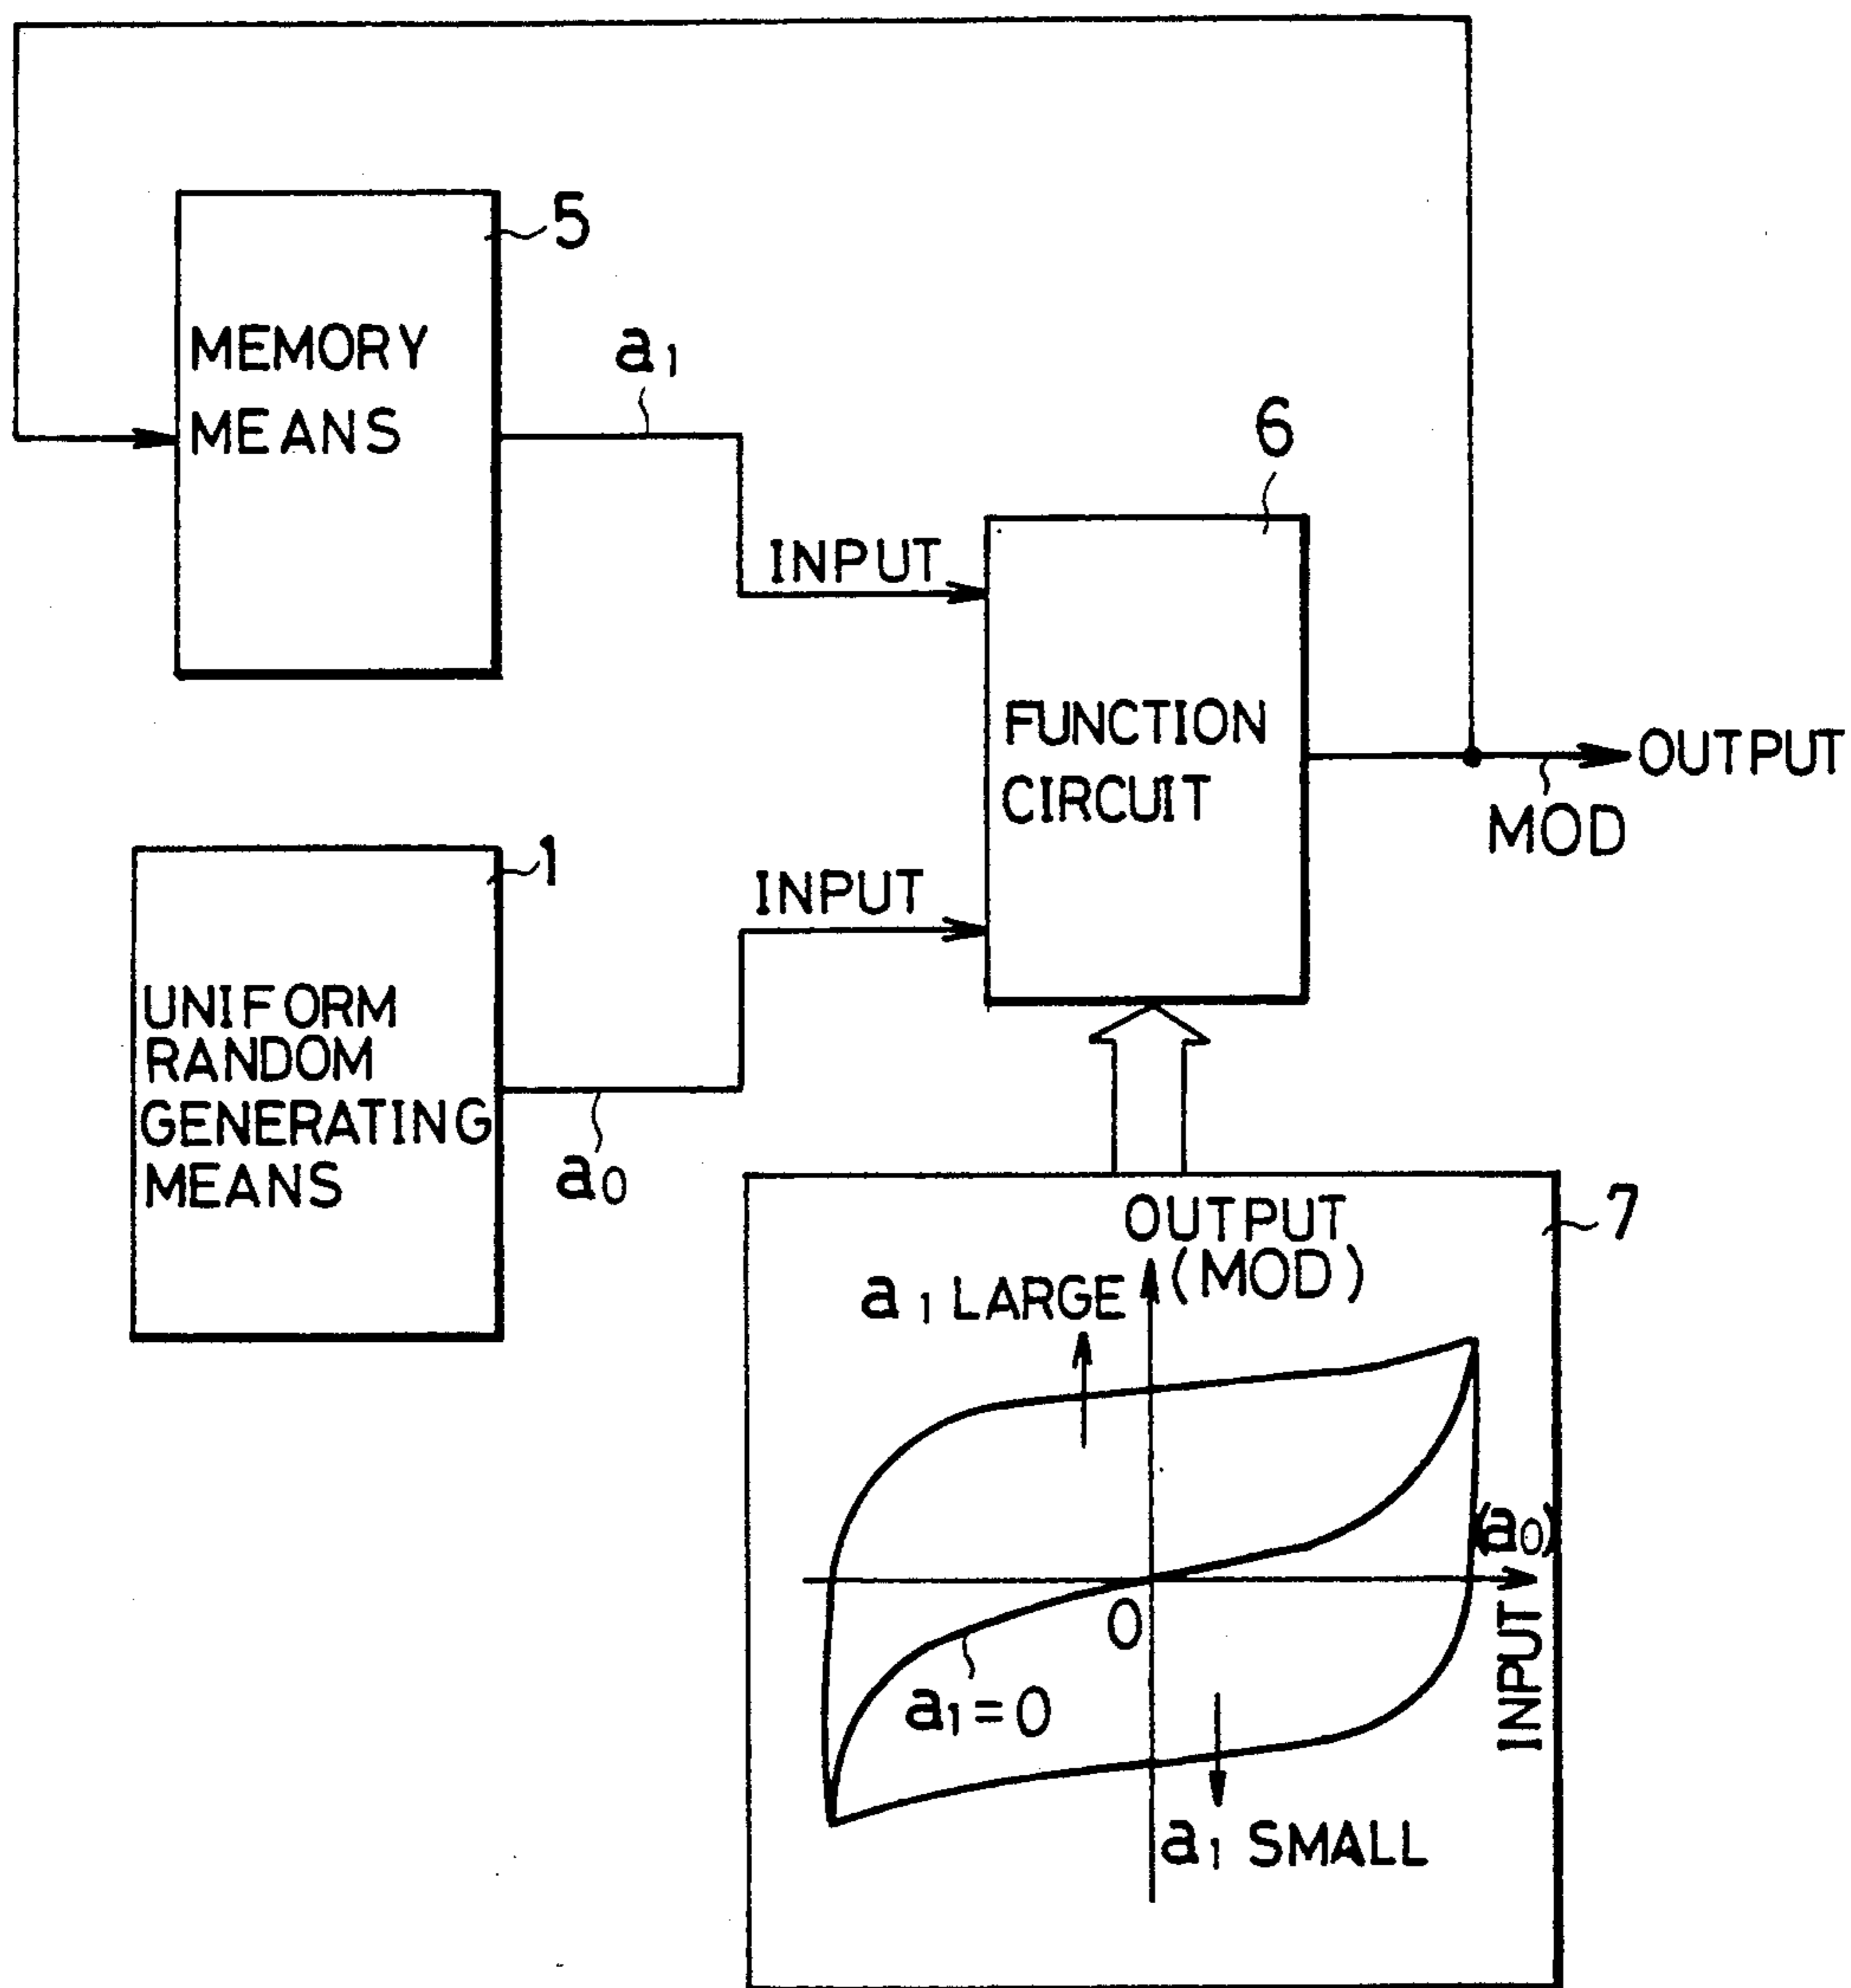 5
MEMORY
MEANS
a₁
6
INPUT
FUNCTION
CIRCUIT
OUTPUT
MOD
1
INPUT
UNIFORM
RANDOM
GENERATING
MEANS
a₀
7
OUTPUT
(MOD)
a₁ LARGE
(a₀)
INPUT
0
a₁=0
a₁ SMALL